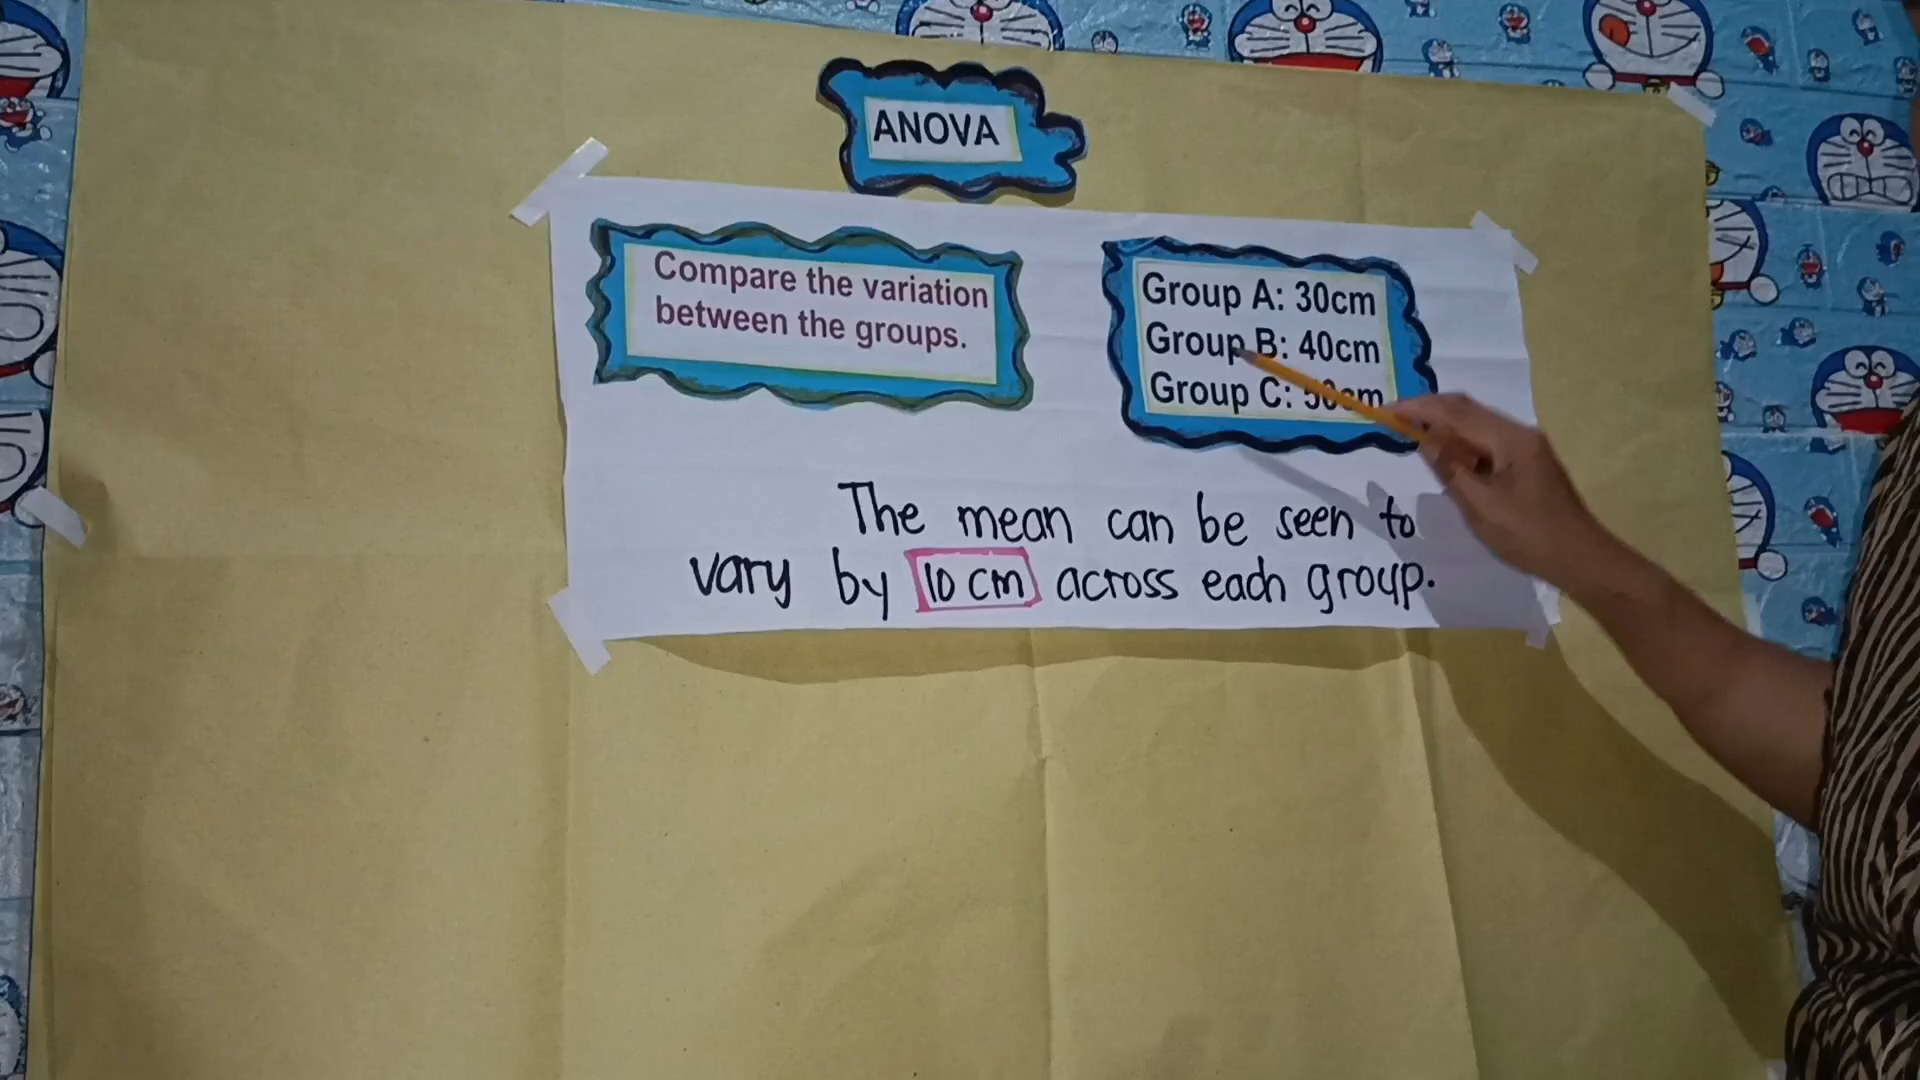 ANOVA
Compare the variation
between the groups.
Group A: 30cm
Group B: 40cm
Group C: 50cm
The mean can be seen to
vary by 10 cm across each group.